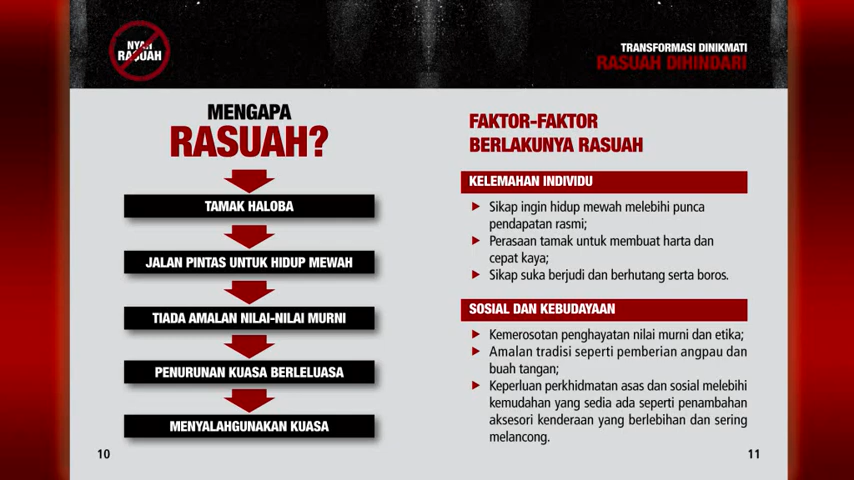 NYAH
RASUAH
TRANSFORMASI DINIKMATI
RASUAH DIHINDARI
MENGAPA
RASUAH?
TAMAK HALOBA
JALAN PINTAS UNTUK HIDUP MEWAH
TIADA AMALAN NILAI-NILAI MURNI
PENURUNAN KUASA BERLELUASA
MENYALAHGUNAKAN KUASA
10
FAKTOR-FAKTOR
BERLAKUNYA RASUAH
KELEMAHAN INDIVIDU
Sikap ingin hidup mewah melebihi punca
pendapatan rasmi;
Perasaan tamak untuk membuat harta dan
cepat kaya;
Sikap suka berjudi dan berhutang serta boros.
SOSIAL DAN KEBUDAYAAN
Kemerosotan penghayatan nilai murni dan etika;
Amalan tradisi seperti pemberian angpau dan
buah tangan;
Keperluan perkhidmatan asas dan sosial melebihi
kemudahan yang sedia ada seperti penambahan
aksesori kenderaan yang berlebihan dan sering
melancong.
11